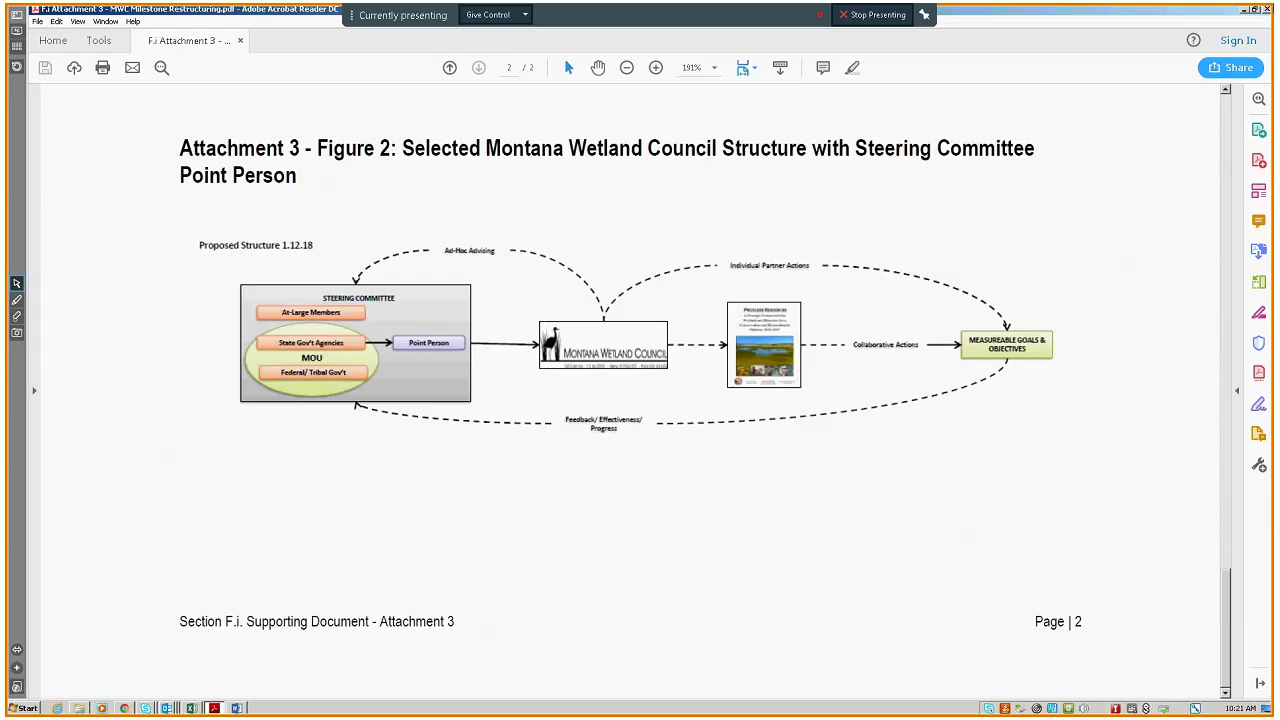 F.i Attachment 3 - MWC Milestone Restructuring.pdf - Adobe Acrobat Reader DC
Currently presenting
Give Control
Stop Presenting
File Edit View Window Help
Home Tools F.i Attachment 3 - ... ×
Sign In
2 / 2
191%
Share
Attachment 3 - Figure 2: Selected Montana Wetland Council Structure with Steering Committee
Point Person
Proposed Structure 1.12.18
Ad-Hoc Advising
Individual Partner Actions
STEERING COMMITTEE
At-Large Members
State Gov't Agencies
Point Person
MOU
Federal/ Tribal Gov't
MONTANA WETLAND COUNCIL
PRICELESS RESOURCES
Collaborative Actions
MEASUREABLE GOALS &
OBJECTIVES
Feedback/ Effectiveness/
Progress
Section F.i. Supporting Document - Attachment 3
Page | 2
Start
10:21 AM